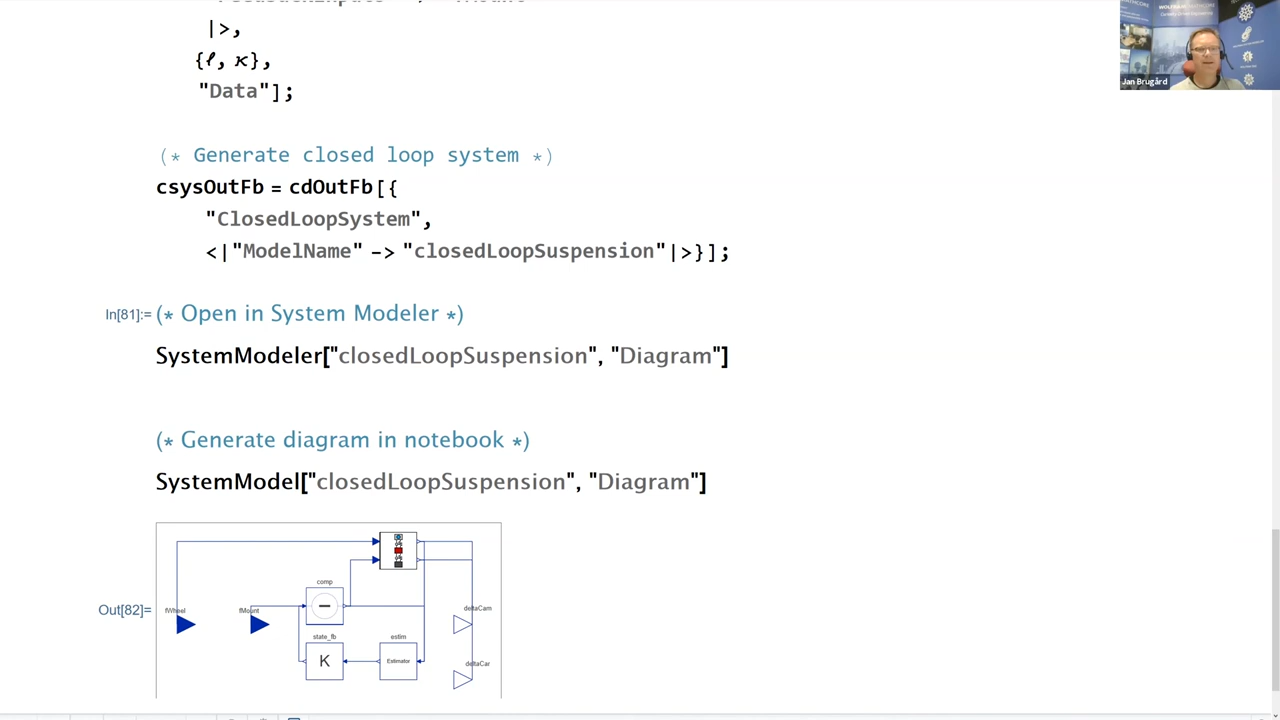 |>,
{ℓ, κ},
"Data"];
(* Generate closed loop system *)
csysOutFb = cdOutFb[{
"ClosedLoopSystem",
<|"ModelName" -> "closedLoopSuspension"|>}];
In[81]:= (* Open in System Modeler *)
SystemModeler["closedLoopSuspension", "Diagram"]
(* Generate diagram in notebook *)
SystemModel["closedLoopSuspension", "Diagram"]
Out[82]=
comp
fWheel
fMount
deltaCam
state_fb
estim
K
Estimator
deltaCar
Jan Brugård